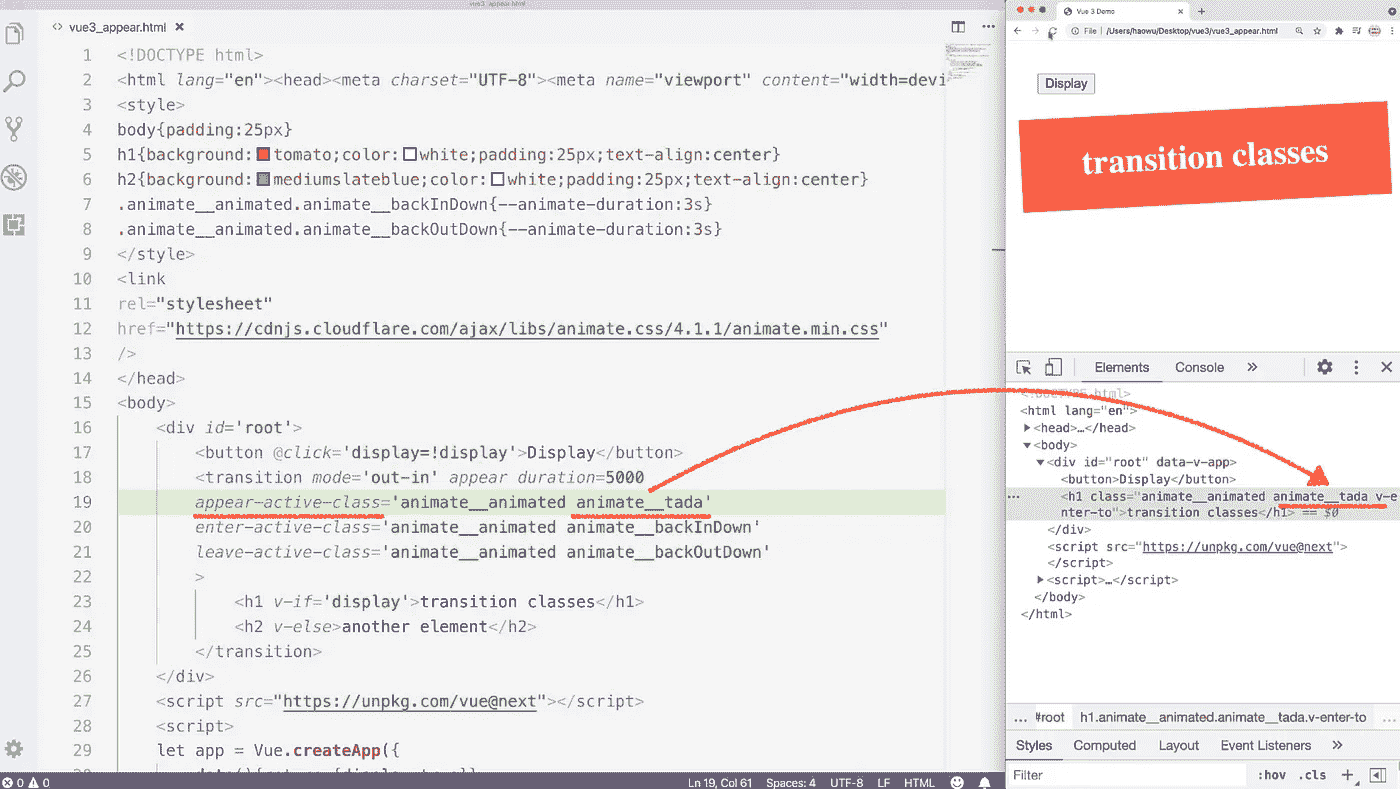 vue3_appear.html
vue3_appear.html
1 <!DOCTYPE html>
2 <html lang="en"><head><meta charset="UTF-8"><meta name="viewport" content="width=devi
3 <style>
4 body{padding:25px}
5 h1{background:tomato;color:white;padding:25px;text-align:center}
6 h2{background:mediumslateblue;color:white;padding:25px;text-align:center}
7 .animate__animated.animate__backInDown{--animate-duration:3s}
8 .animate__animated.animate__backOutDown{--animate-duration:3s}
9 </style>
10 <link
11 rel="stylesheet"
12 href="https://cdnjs.cloudflare.com/ajax/libs/animate.css/4.1.1/animate.min.css"
13 />
14 </head>
15 <body>
16 <div id='root'>
17 <button @click='display=!display'>Display</button>
18 <transition mode='out-in' appear duration=5000
19 appear-active-class='animate__animated animate__tada'
20 enter-active-class='animate__animated animate__backInDown'
21 leave-active-class='animate__animated animate__backOutDown'
22 >
23 <h1 v-if='display'>transition classes</h1>
24 <h2 v-else>another element</h2>
25 </transition>
26 </div>
27 <script src="https://unpkg.com/vue@next"></script>
28 <script>
29 let app = Vue.createApp({
0 0
Ln 19, Col 61 Spaces: 4 UTF-8 LF HTML
Vue 3 Demo
File | /Users/haowu/Desktop/vue3/vue3_appear.html
Display
transition classes
Elements Console »
<!DOCTYPE html>
<html lang="en">
<head>…</head>
<body>
<div id="root" data-v-app>
<button>Display</button>
<h1 class="animate__animated animate__tada v-e
nter-to">transition classes</h1> == $0
</div>
<script src="https://unpkg.com/vue@next">
</script>
<script>…</script>
</body>
</html>
… #root h1.animate__animated.animate__tada.v-enter-to …
Styles Computed Layout Event Listeners »
Filter :hov .cls +